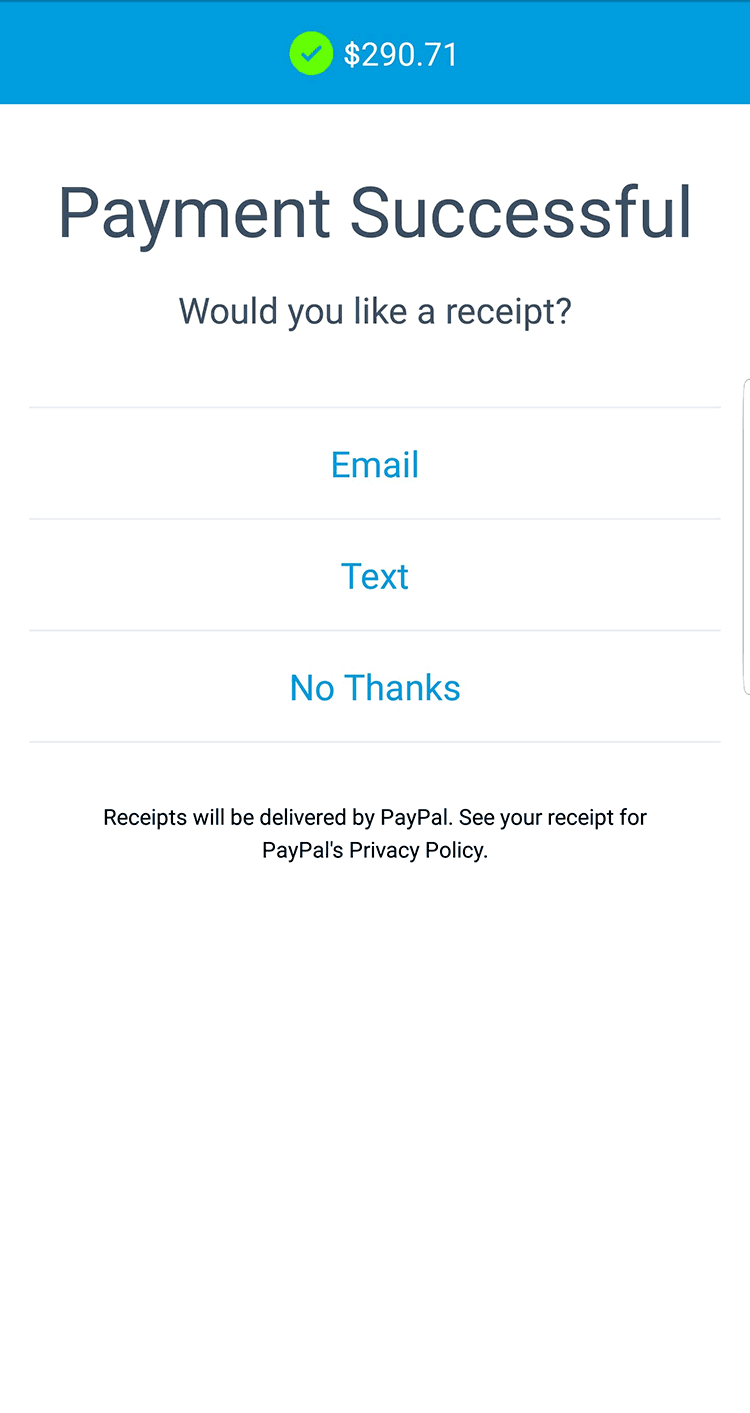 $290.71
Payment Successful
Would you like a receipt?
Email
Text
No Thanks
Receipts will be delivered by PayPal. See your receipt for
PayPal's Privacy Policy.